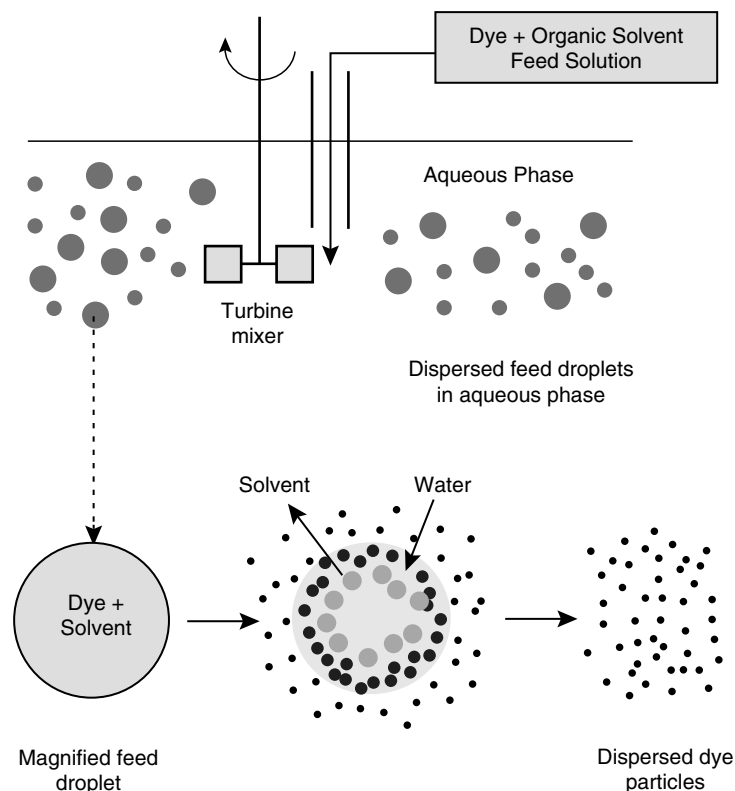 Dye + Organic Solvent
Feed Solution
Aqueous Phase
Turbine
mixer
Dispersed feed droplets
in aqueous phase
Solvent
Water
Dye +
Solvent
Magnified feed
droplet
Dispersed dye
particles